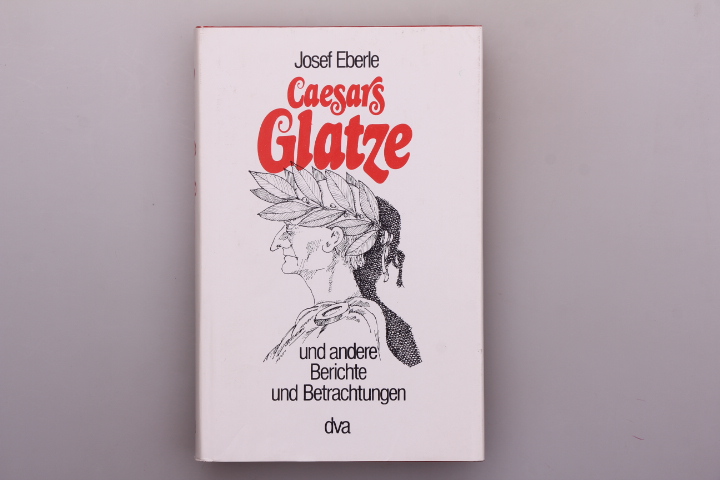 Josef Eberle
Caesars
Glatze
und andere
Berichte
und Betrachtungen
dva